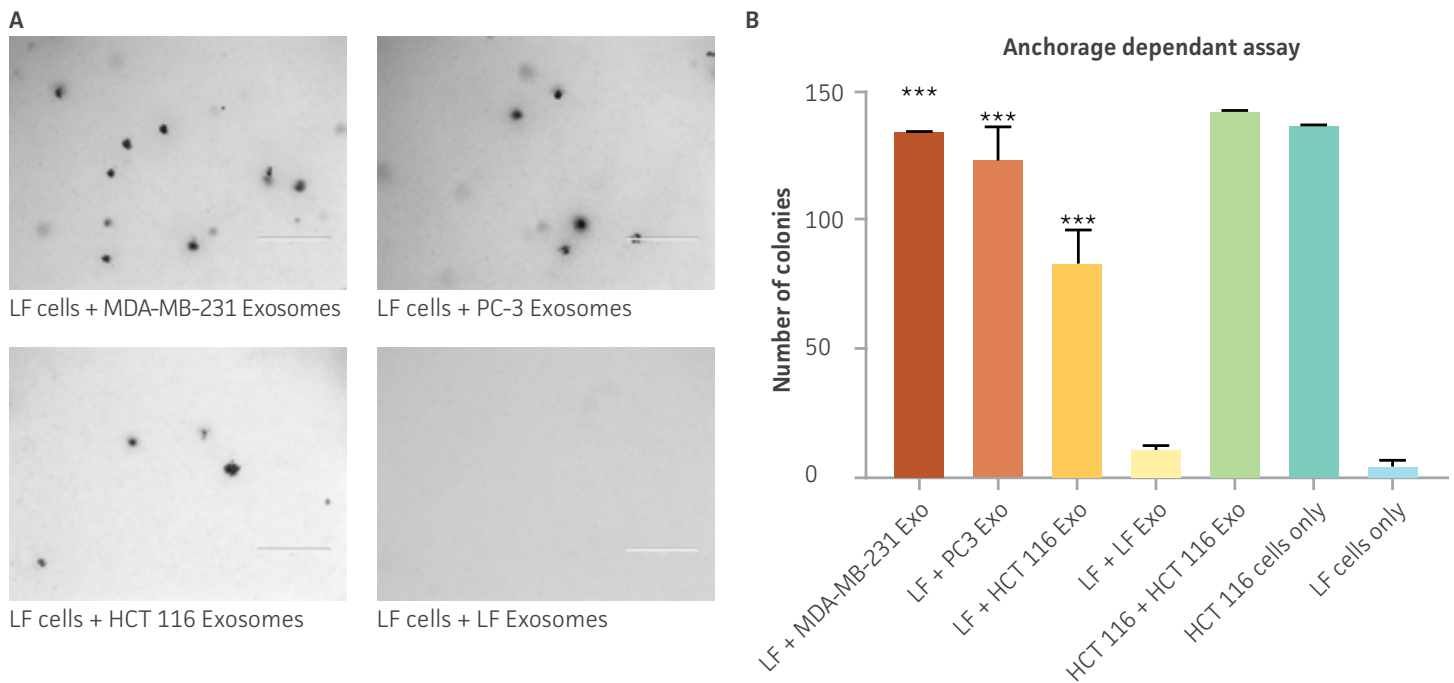 A
LF cells + MDA-MB-231 Exosomes
LF cells + PC-3 Exosomes
LF cells + HCT 116 Exosomes
LF cells + LF Exosomes
B
Anchorage dependant assay
Number of colonies
150
100
50
0
***
***
***
LF + MDA-MB-231 Exo
LF + PC3 Exo
LF + HCT 116 Exo
LF + LF Exo
HCT 116 + HCT 116 Exo
HCT 116 cells only
LF cells only